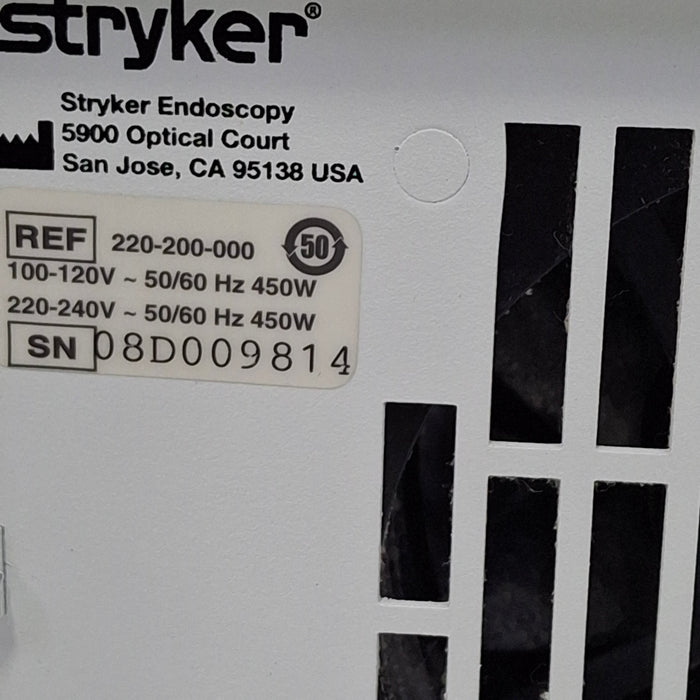 stryker®
Stryker Endoscopy
5900 Optical Court
San Jose, CA 95138 USA
REF 220-200-000 50
100-120V ~ 50/60 Hz 450W
220-240V ~ 50/60 Hz 450W
SN 08D009814